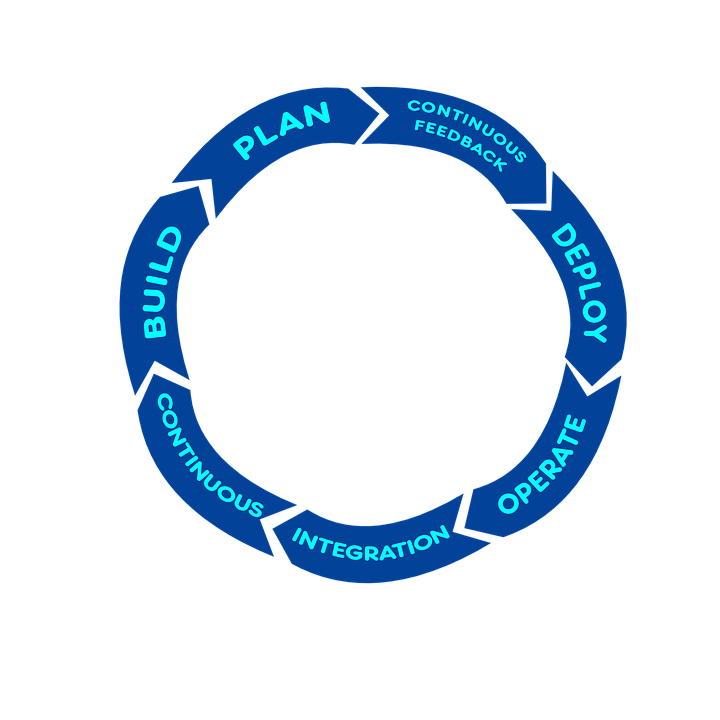 PLAN
CONTINUOUS
FEEDBACK
DEPLOY
OPERATE
INTEGRATION
CONTINUOUS
BUILD